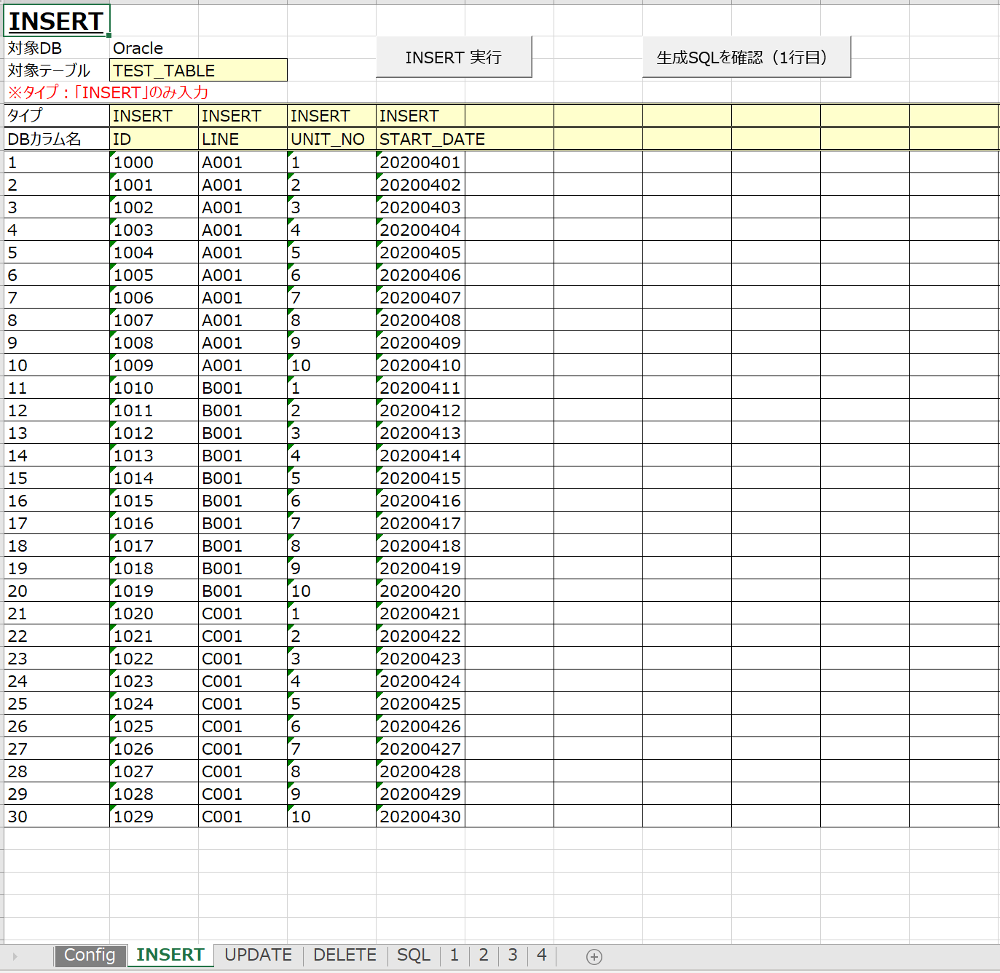 INSERT
対象DB Oracle INSERT 実行 生成SQLを確認（1行目）
対象テーブル TEST_TABLE
※タイプ：「INSERT」のみ入力
タイプ INSERT INSERT INSERT INSERT
DBカラム名 ID LINE UNIT_NO START_DATE
1 1000 A001 1 20200401
2 1001 A001 2 20200402
3 1002 A001 3 20200403
4 1003 A001 4 20200404
5 1004 A001 5 20200405
6 1005 A001 6 20200406
7 1006 A001 7 20200407
8 1007 A001 8 20200408
9 1008 A001 9 20200409
10 1009 A001 10 20200410
11 1010 B001 1 20200411
12 1011 B001 2 20200412
13 1012 B001 3 20200413
14 1013 B001 4 20200414
15 1014 B001 5 20200415
16 1015 B001 6 20200416
17 1016 B001 7 20200417
18 1017 B001 8 20200418
19 1018 B001 9 20200419
20 1019 B001 10 20200420
21 1020 C001 1 20200421
22 1021 C001 2 20200422
23 1022 C001 3 20200423
24 1023 C001 4 20200424
25 1024 C001 5 20200425
26 1025 C001 6 20200426
27 1026 C001 7 20200427
28 1027 C001 8 20200428
29 1028 C001 9 20200429
30 1029 C001 10 20200430
Config INSERT UPDATE DELETE SQL 1 2 3 4